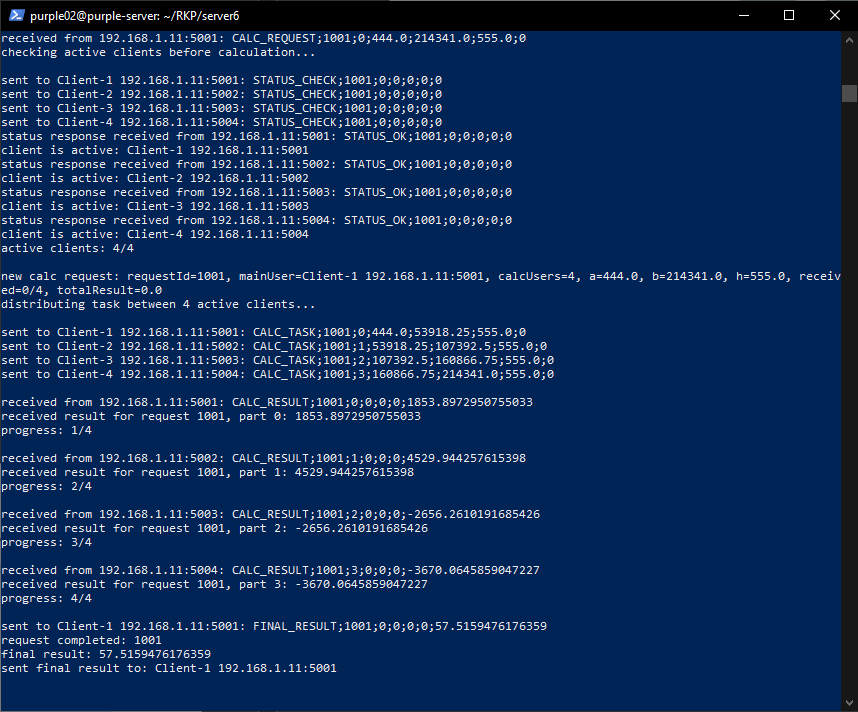 purple02@purple-server: ~/RKP/server6
received from 192.168.1.11:5001: CALC_REQUEST;1001;0;444.0;214341.0;555.0;0
checking active clients before calculation...
sent to Client-1 192.168.1.11:5001: STATUS_CHECK;1001;0;0;0;0;0
sent to Client-2 192.168.1.11:5002: STATUS_CHECK;1001;0;0;0;0;0
sent to Client-3 192.168.1.11:5003: STATUS_CHECK;1001;0;0;0;0;0
sent to Client-4 192.168.1.11:5004: STATUS_CHECK;1001;0;0;0;0;0
status response received from 192.168.1.11:5001: STATUS_OK;1001;0;0;0;0;0
client is active: Client-1 192.168.1.11:5001
status response received from 192.168.1.11:5002: STATUS_OK;1001;0;0;0;0;0
client is active: Client-2 192.168.1.11:5002
status response received from 192.168.1.11:5003: STATUS_OK;1001;0;0;0;0;0
client is active: Client-3 192.168.1.11:5003
status response received from 192.168.1.11:5004: STATUS_OK;1001;0;0;0;0;0
client is active: Client-4 192.168.1.11:5004
active clients: 4/4
new calc request: requestId=1001, mainUser=Client-1 192.168.1.11:5001, calcUsers=4, a=444.0, b=214341.0, h=555.0, receiv
ed=0/4, totalResult=0.0
distributing task between 4 active clients...
sent to Client-1 192.168.1.11:5001: CALC_TASK;1001;0;444.0;53918.25;555.0;0
sent to Client-2 192.168.1.11:5002: CALC_TASK;1001;1;53918.25;107392.5;555.0;0
sent to Client-3 192.168.1.11:5003: CALC_TASK;1001;2;107392.5;160866.75;555.0;0
sent to Client-4 192.168.1.11:5004: CALC_TASK;1001;3;160866.75;214341.0;555.0;0
received from 192.168.1.11:5001: CALC_RESULT;1001;0;0;0;0;1853.8972950755033
received result for request 1001, part 0: 1853.8972950755033
progress: 1/4
received from 192.168.1.11:5002: CALC_RESULT;1001;1;0;0;0;4529.944257615398
received result for request 1001, part 1: 4529.944257615398
progress: 2/4
received from 192.168.1.11:5003: CALC_RESULT;1001;2;0;0;0;-2656.2610191685426
received result for request 1001, part 2: -2656.2610191685426
progress: 3/4
received from 192.168.1.11:5004: CALC_RESULT;1001;3;0;0;0;-3670.0645859047227
received result for request 1001, part 3: -3670.0645859047227
progress: 4/4
sent to Client-1 192.168.1.11:5001: FINAL_RESULT;1001;0;0;0;0;57.5159476176359
request completed: 1001
final result: 57.5159476176359
sent final result to: Client-1 192.168.1.11:5001